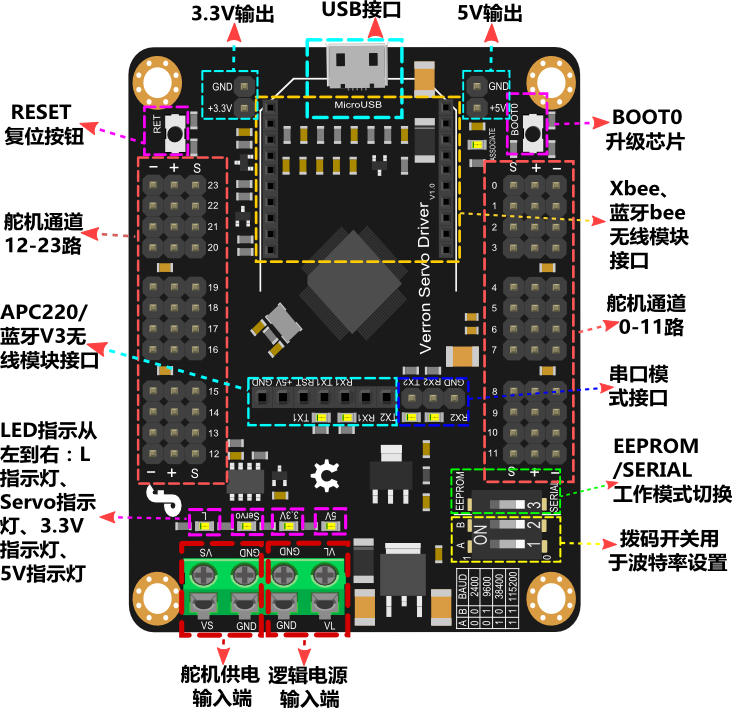 3.3V输出
USB接口
5V输出
GND
+3.3V
MicroUSB
GND
+5V
RESET
复位按钮
RET
BOOT0
BOOT0
升级芯片
ASSOCIATE
− + S
S + −
23
22
21
20
19
18
17
16
15
14
13
12
− + S
0
1
2
3
4
5
6
7
8
9
10
11
S + −
舵机通道
12-23路
Xbee、
蓝牙bee
无线模块
接口
Verron Servo Driver V1.0
APC220/
蓝牙V3无
线模块接口
舵机通道
0-11路
GND +5V RST TX1 RX1 TX2
TX2 RX2 GND
TX1
RX1
TX2
RX2
串口模
式接口
LED指示从
左到右：L
指示灯、
Servo指示
灯、3.3V
指示灯、
5V指示灯
EEPROM
/SERIAL
工作模式切换
EEPROM
SERIAL
3
B
A
ON
2
1
1
0
拨码开关用
于波特率设置
L
Servo
3.3V
5V
VS
GND
GND
VL
VS
GND
GND
VL
A B BAUD
0 0 2400
0 1 9600
1 0 38400
1 1 115200
舵机供电
输入端
逻辑电源
输入端